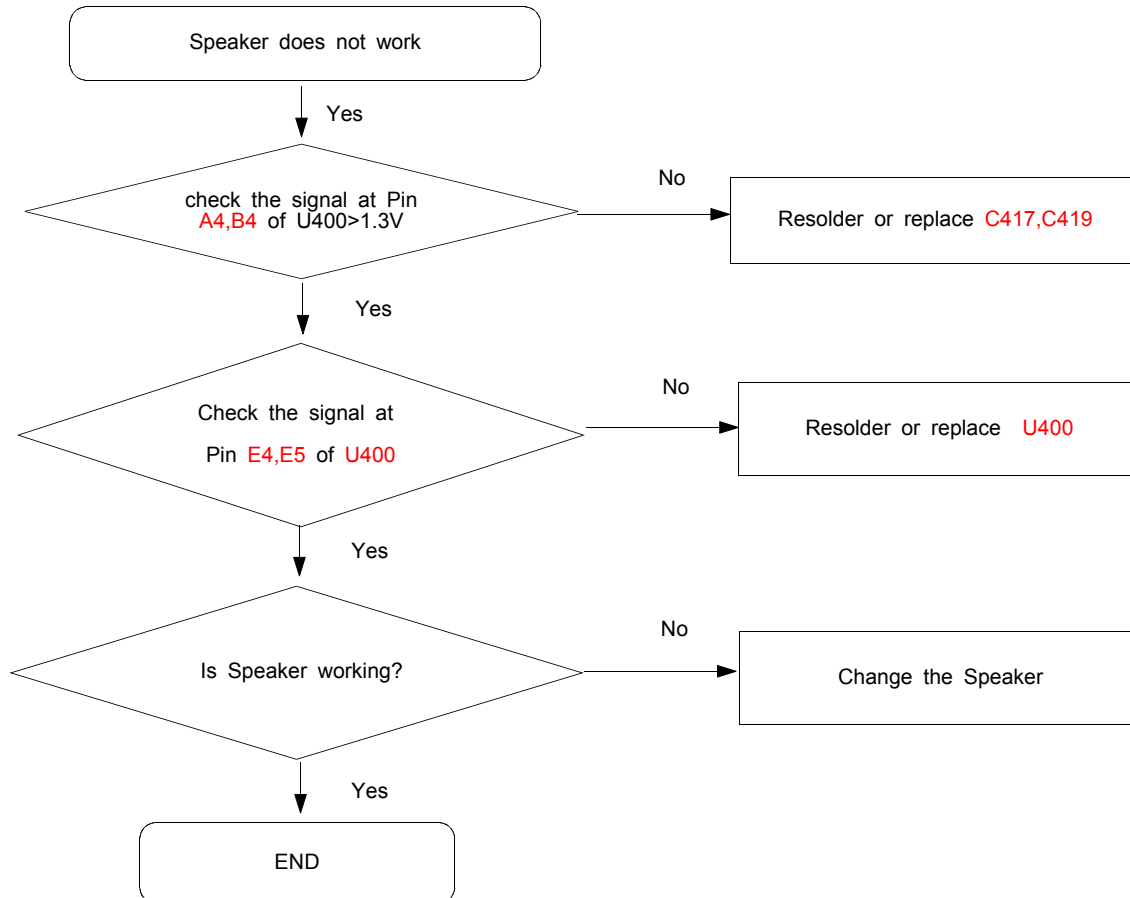 Speaker does not work
Yes
check the signal at Pin
A4,B4 of U400>1.3V
No
Resolder or replace C417,C419
Yes
Check the signal at
Pin E4,E5 of U400
No
Resolder or replace U400
Yes
Is Speaker working?
No
Change the Speaker
Yes
END